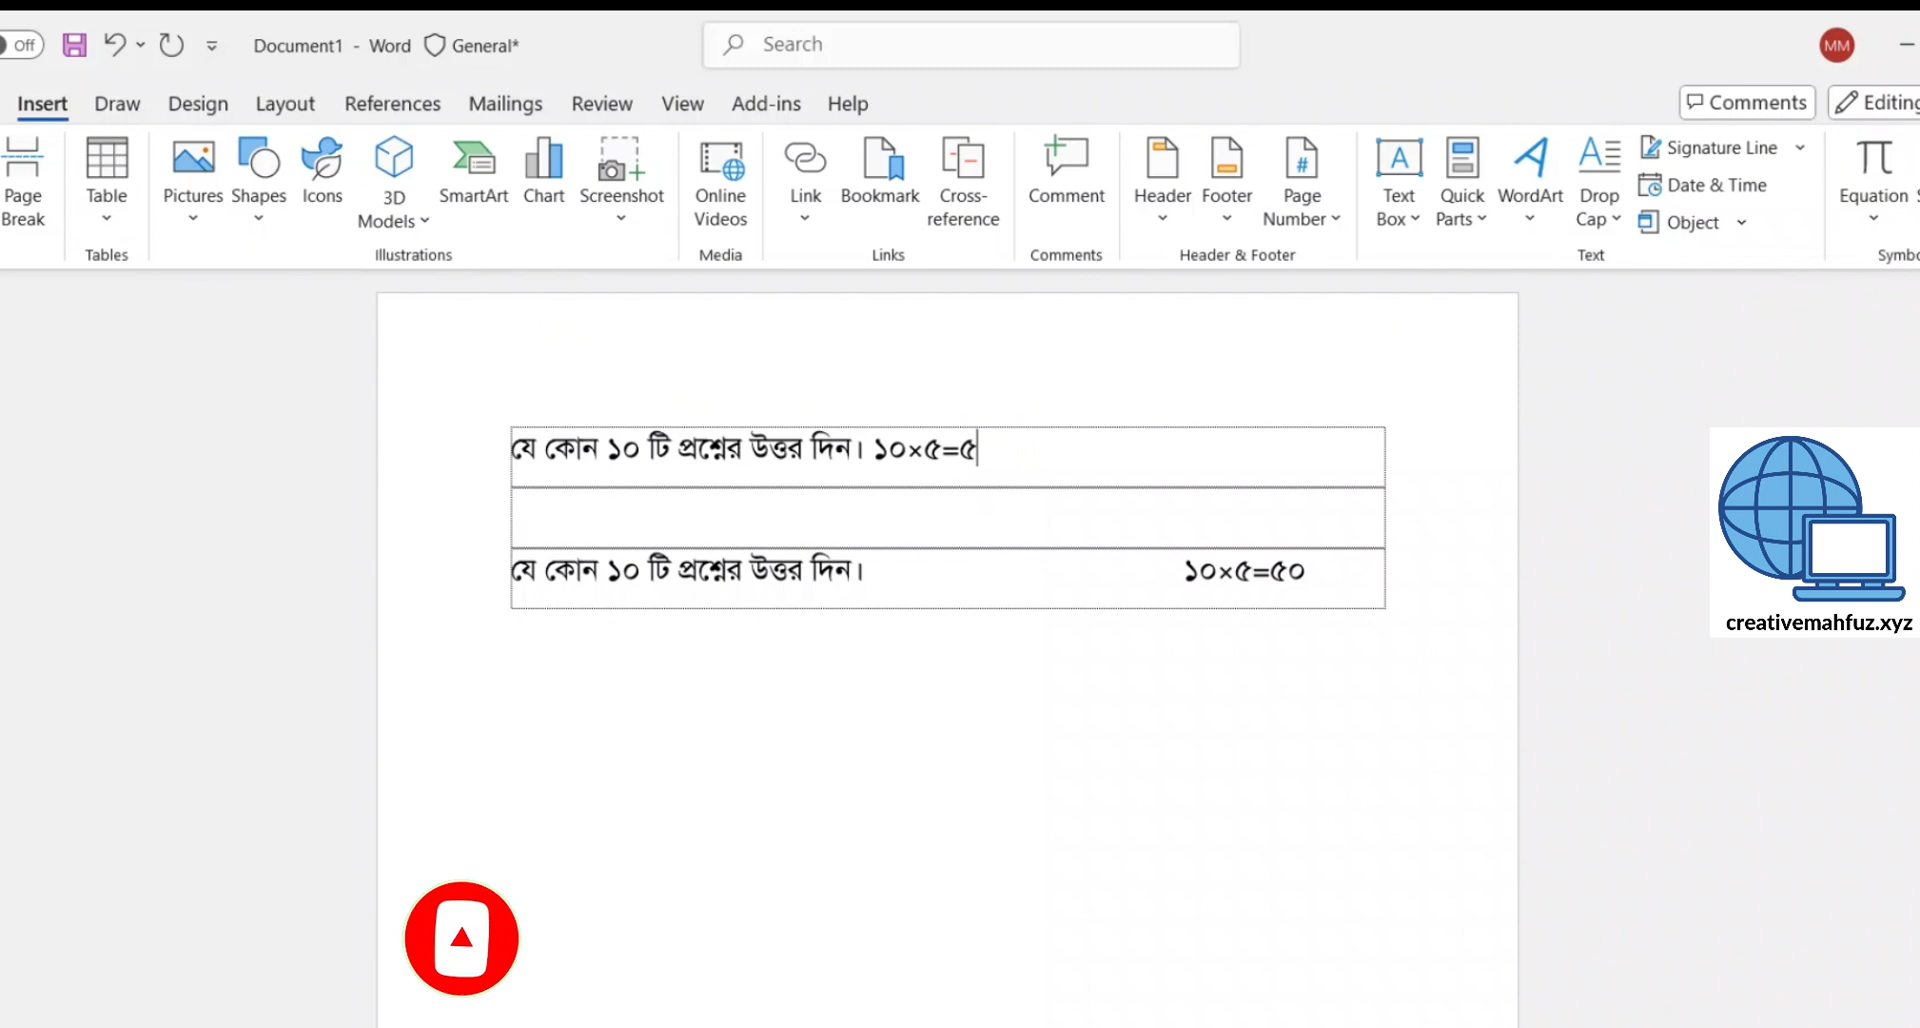 Off
Document1 - Word General*
Search
MM
Insert Draw Design Layout References Mailings Review View Add-ins Help
Comments Editing
Page Break
Table
Pictures
Shapes
Icons
3D Models
SmartArt
Chart
Screenshot
Online Videos
Link
Bookmark
Cross-reference
Comment
Header
Footer
Page Number
Text Box
Quick Parts
WordArt
Drop Cap
Signature Line
Date & Time
Object
Equation
Tables Illustrations Media Links Comments Header & Footer Text
যে কোন ১০ টি প্রশ্নের উত্তর দিন। ১০×৫=৫
যে কোন ১০ টি প্রশ্নের উত্তর দিন। ১০×৫=৫০
creativemahfuz.xyz